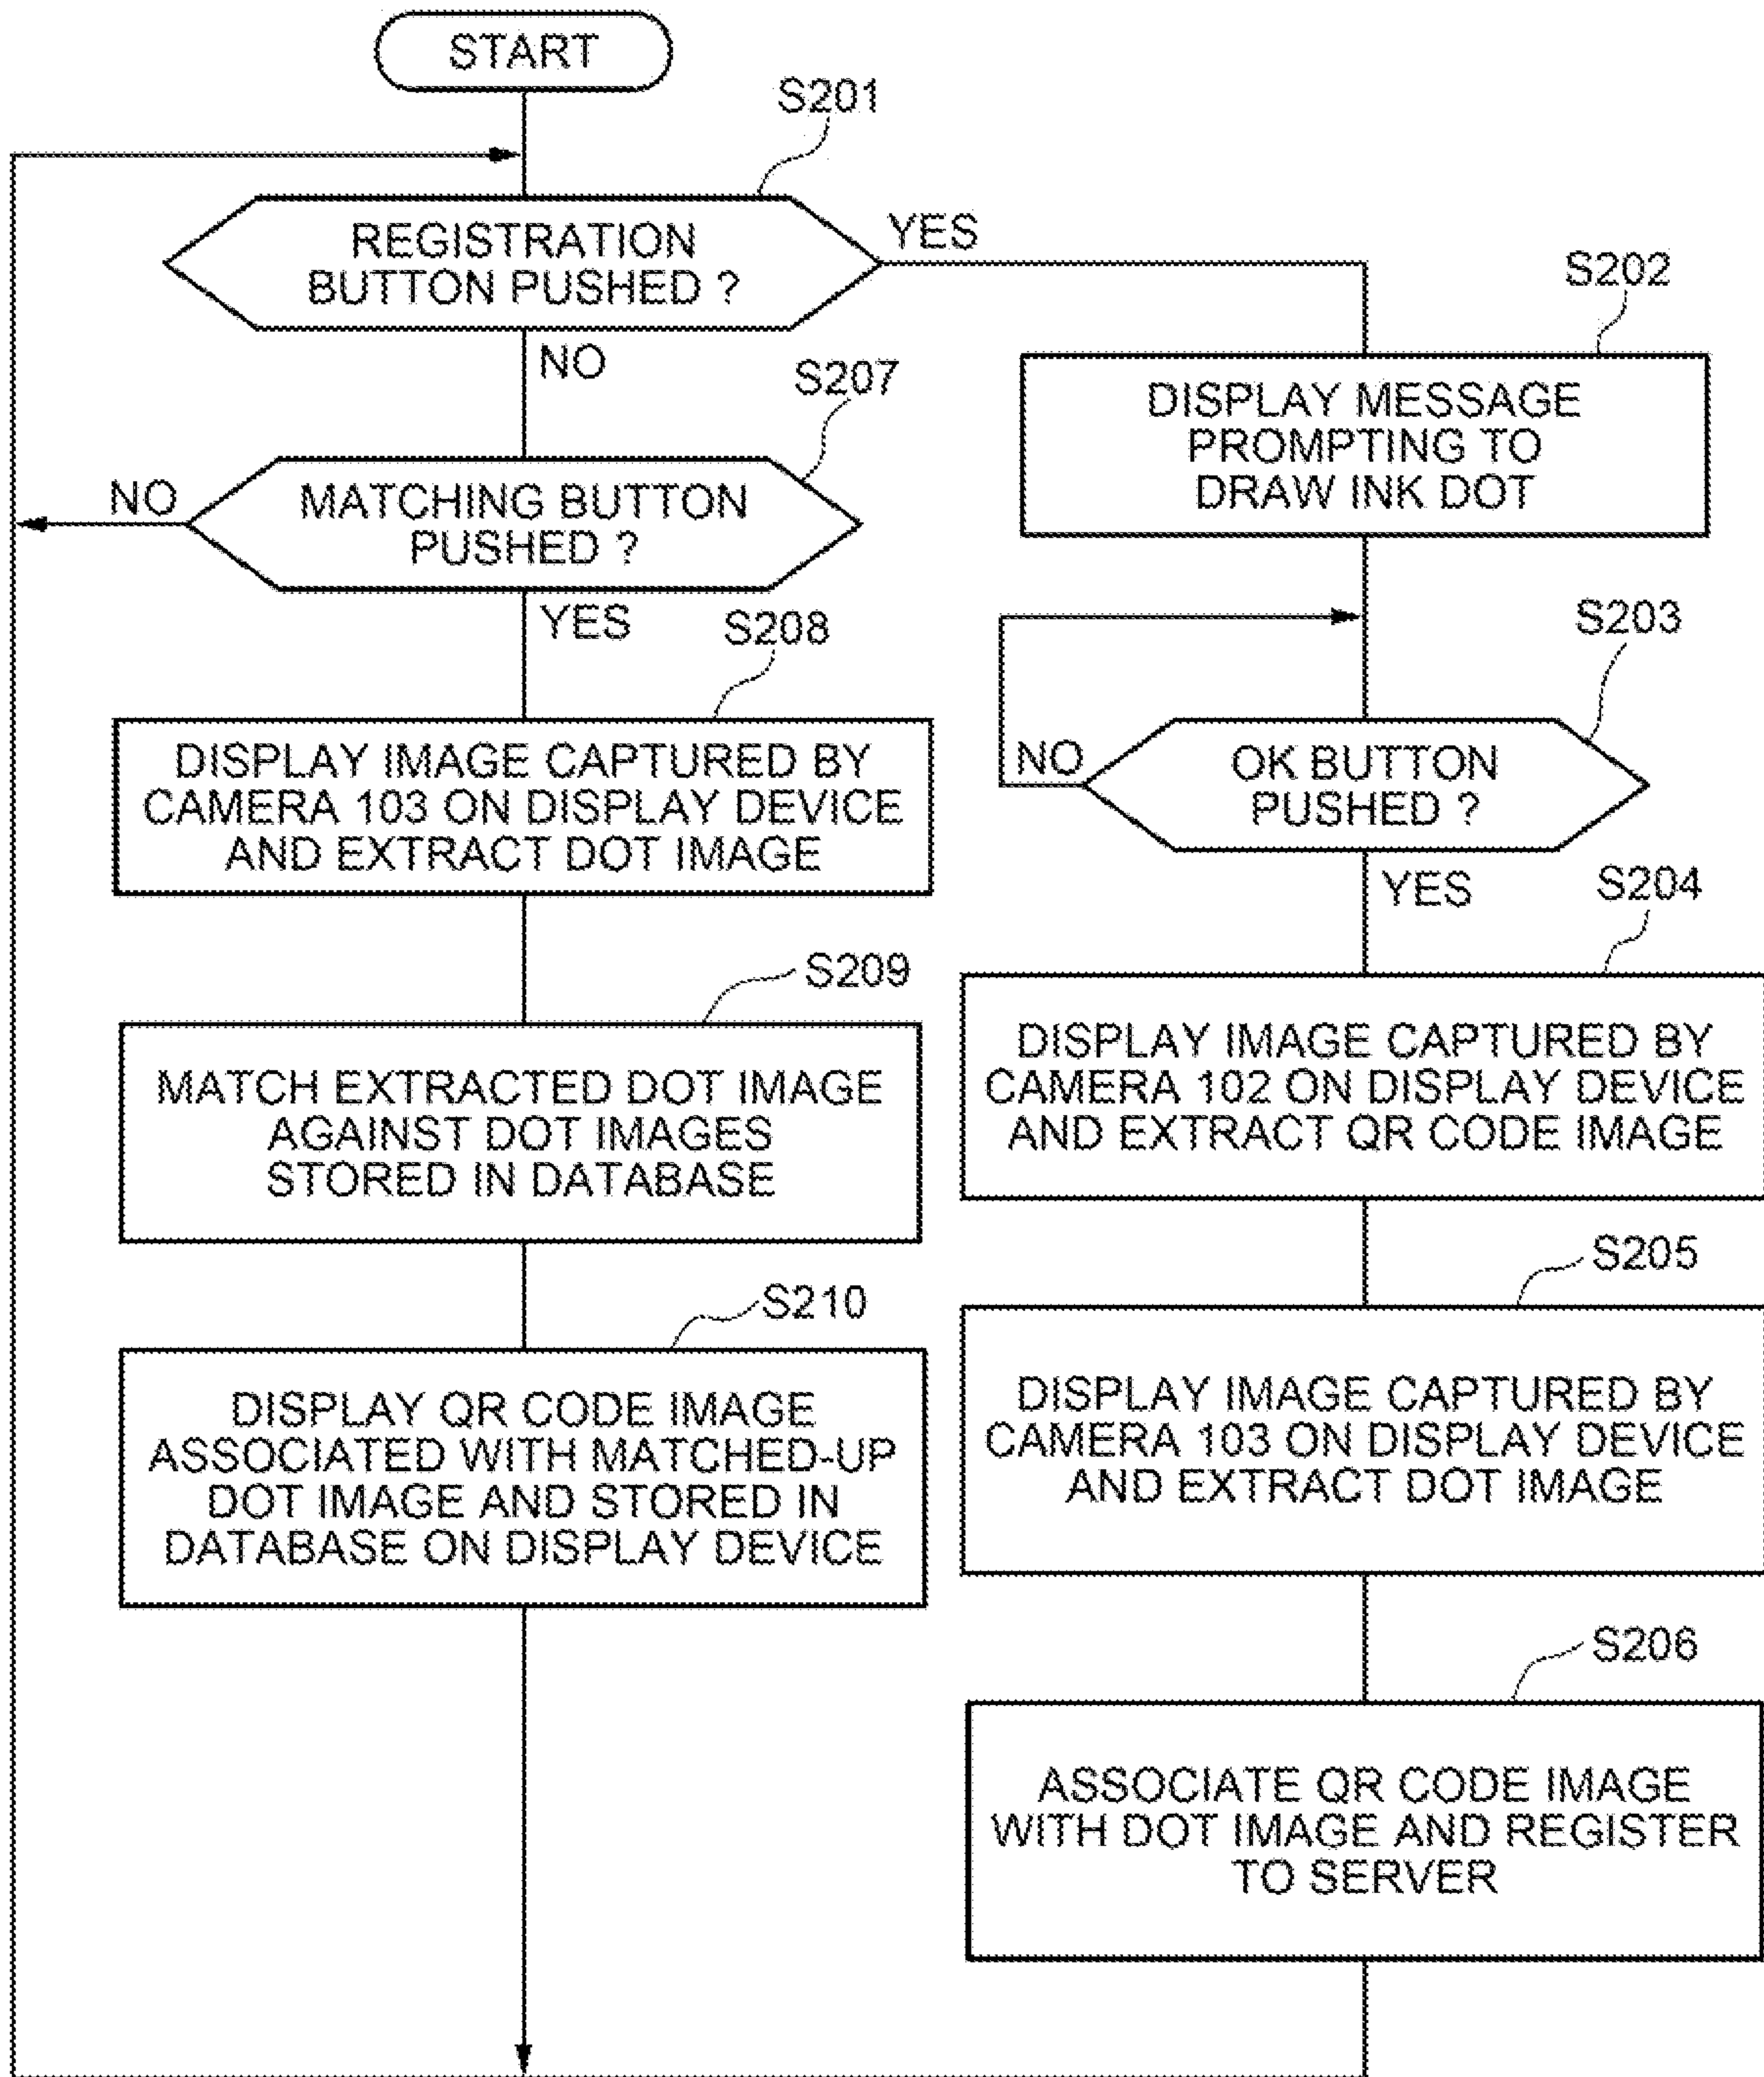 START
S201
REGISTRATION
BUTTON PUSHED ?
YES
NO
S202
DISPLAY MESSAGE
PROMPTING TO
DRAW INK DOT
S207
MATCHING BUTTON
PUSHED ?
NO
YES
S203
OK BUTTON
PUSHED ?
NO
YES
S208
DISPLAY IMAGE CAPTURED BY
CAMERA 103 ON DISPLAY DEVICE
AND EXTRACT DOT IMAGE
S204
DISPLAY IMAGE CAPTURED BY
CAMERA 102 ON DISPLAY DEVICE
AND EXTRACT QR CODE IMAGE
S209
MATCH EXTRACTED DOT IMAGE
AGAINST DOT IMAGES
STORED IN DATABASE
S205
DISPLAY IMAGE CAPTURED BY
CAMERA 103 ON DISPLAY DEVICE
AND EXTRACT DOT IMAGE
S210
DISPLAY QR CODE IMAGE
ASSOCIATED WITH MATCHED-UP
DOT IMAGE AND STORED IN
DATABASE ON DISPLAY DEVICE
S206
ASSOCIATE QR CODE IMAGE
WITH DOT IMAGE AND REGISTER
TO SERVER